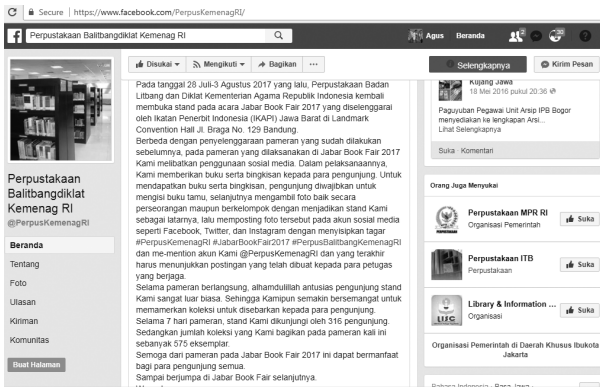 Secure https://www.facebook.com/PerpusKemenagRI/
Perpustakaan Balitbangdiklat Kemenag RI
Agus Beranda
Disukai Mengikuti Bagikan
Selengkapnya Kirim Pesan
Perpustakaan
Balitbangdiklat
Kemenag RI
@PerpusKemenagRI
Beranda
Tentang
Foto
Ulasan
Kiriman
Komunitas
Buat Halaman
Pada tanggal 28 Juli-3 Agustus 2017 yang lalu, Perpustakaan Badan
Litbang dan Diklat Kementerian Agama Republik Indonesia kembali
membuka stand pada acara Jabar Book Fair 2017 yang diselenggarai
oleh Ikatan Penerbit Indonesia (IKAPI) Jawa Barat di Landmark
Convention Hall Jl. Braga No. 129 Bandung.
Berbeda dengan penyelenggaraan pameran yang sudah dilakukan
sebelumnya, pada pameran yang dilaksanakan di Jabar Book Fair 2017
Kami melibatkan penggunaan sosial media. Dalam pelaksanaannya,
Kami memberikan buku serta bingkisan kepada para pengunjung. Untuk
mendapatkan buku serta bingkisan, pengunjung diwajibkan untuk
mengisi buku tamu, selanjutnya mengambil foto baik secara
perseorangan maupun berkelompok dengan menjadikan stand Kami
sebagai latarnya, lalu memposting foto tersebut pada akun sosial media
seperti Facebook, Twitter, dan Instagram dengan menyisipkan tagar
#PerpusKemenagRI #JabarBookFair2017 #PerpusBalitbangKemenagRI
dan me-mention akun Kami @PerpusKemenagRI dan yang terakhir
harus menunjukkan postingan yang telah dibuat kepada para petugas
yang berjaga.
Selama pameran berlangsung, alhamdulillah antusias pengunjung stand
Kami sangat luar biasa. Sehingga Kamipun semakin bersemangat untuk
memamerkan koleksi untuk disebarkan kepada para pengunjung.
Selama 7 hari pameran, stand Kami dikunjungi oleh 316 pengunjung.
Sedangkan jumlah koleksi yang Kami bagikan pada pameran kali ini
sebanyak 575 eksemplar.
Semoga dari pameran pada Jabar Book Fair 2017 ini dapat bermanfaat
bagi para pengunjung semua.
Sampai berjumpa di Jabar Book Fair selanjutnya.
Kujang Jawa
18 Mei 2016 pukul 20:36
Paguyuban Pegawai Unit Arsip IPB Bogor
menyediakan ke lengkapan Arsi...
Lihat Selengkapnya
Suka · Komentari
Orang Juga Menyukai
Perpustakaan MPR RI
Organisasi Pemerintah
Suka
Perpustakaan ITB
Perpustakaan
Suka
Library & Information ...
Organisasi
Suka
Organisasi Pemerintah di Daerah Khusus Ibukota
Jakarta